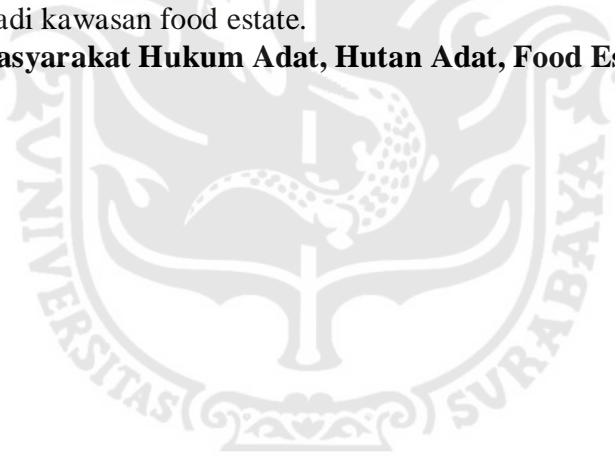 adi kawasan food estate.
asyarakat Hukum Adat, Hutan Adat, Food Es
UNIVERSITAS SURABAYA